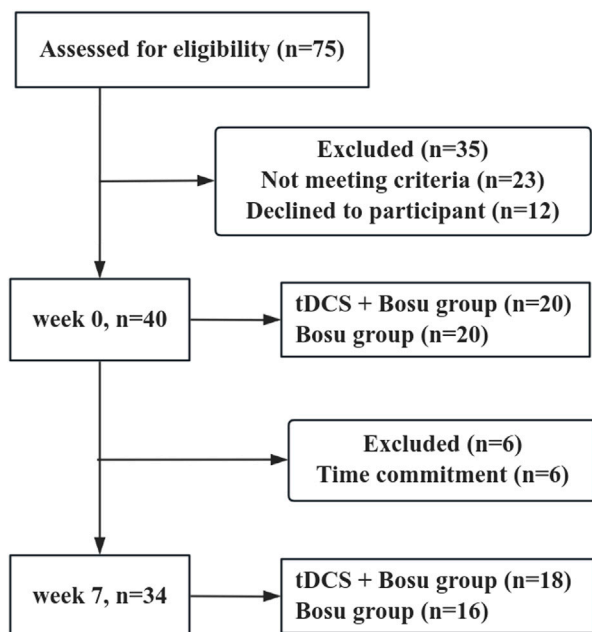 Assessed for eligibility (n=75)
Excluded (n=35)
Not meeting criteria (n=23)
Declined to participant (n=12)
week 0, n=40
tDCS + Bosu group (n=20)
Bosu group (n=20)
Excluded (n=6)
Time commitment (n=6)
week 7, n=34
tDCS + Bosu group (n=18)
Bosu group (n=16)